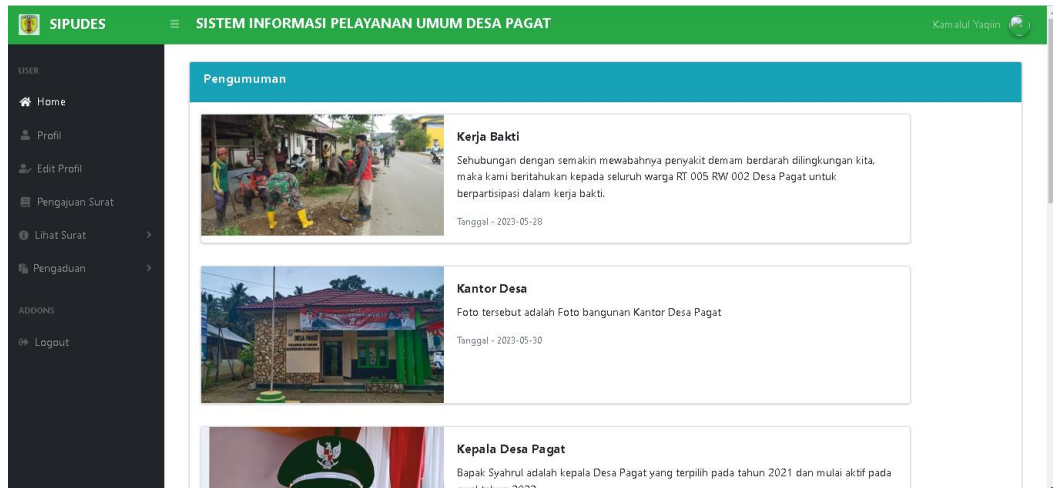 SIPUDES
SISTEM INFORMASI PELAYANAN UMUM DESA PAGAT
Kamalul Yaqiin
USER
Home
Profil
Edit Profil
Pengajuan Surat
Lihat Surat
Pengaduan
ADDONS
Logout
Pengumuman
Kerja Bakti
Sehubungan dengan semakin mewabahnya penyakit demam berdarah dilingkungan kita,
maka kami beritahukan kepada seluruh warga RT 005 RW 002 Desa Pagat untuk
berpartisipasi dalam kerja bakti.
Tanggal - 2023-05-28
DESA PAGAT
Kantor Desa
Foto tersebut adalah Foto bangunan Kantor Desa Pagat
Tanggal - 2023-05-30
Kepala Desa Pagat
Bapak Syahrul adalah kepala Desa Pagat yang terpilih pada tahun 2021 dan mulai aktif pada